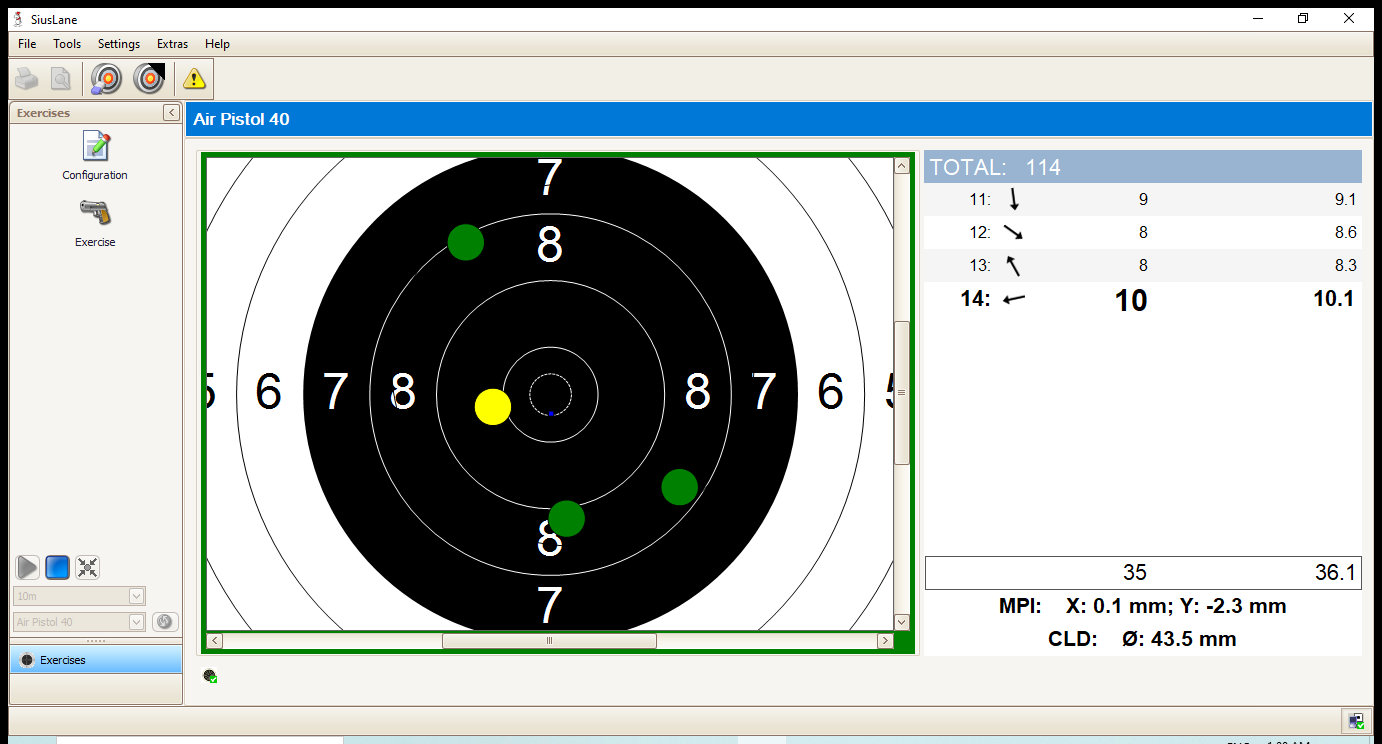 SiusLane
File Tools Settings Extras Help
Exercises
Configuration
Exercise
10m
Air Pistol 40
Exercises
Air Pistol 40
7
8
5 6 7 8 8 7 6 5
8
7
TOTAL: 114
11: 9 9.1
12: 8 8.6
13: 8 8.3
14: 10 10.1
35 36.1
MPI: X: 0.1 mm; Y: -2.3 mm
CLD: Ø: 43.5 mm